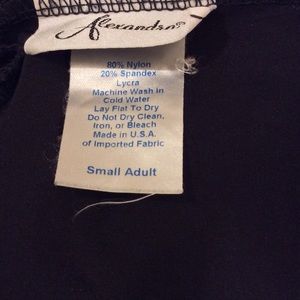 Alexandra®
80% Nylon
20% Spandex
Lycra
Machine Wash in
Cold Water
Lay Flat To Dry
Do Not Dry Clean,
Iron, or Bleach
Made in U.S.A.
of Imported Fabric
Small Adult